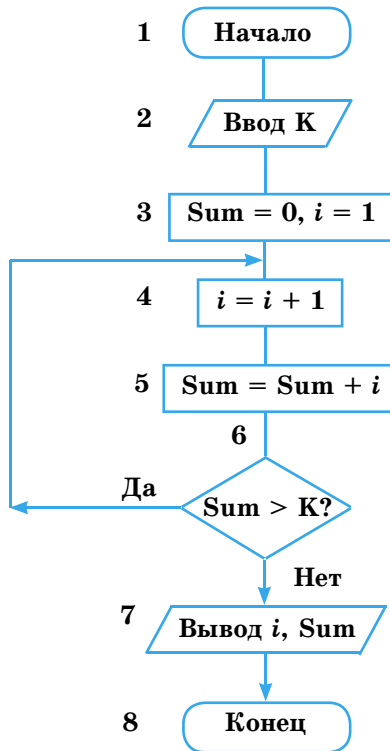 1 Начало
2 Ввод K
3 Sum = 0, i = 1
4 i = i + 1
5 Sum = Sum + i
6
Да Sum > K?
Нет
7 Вывод i, Sum
8 Конец